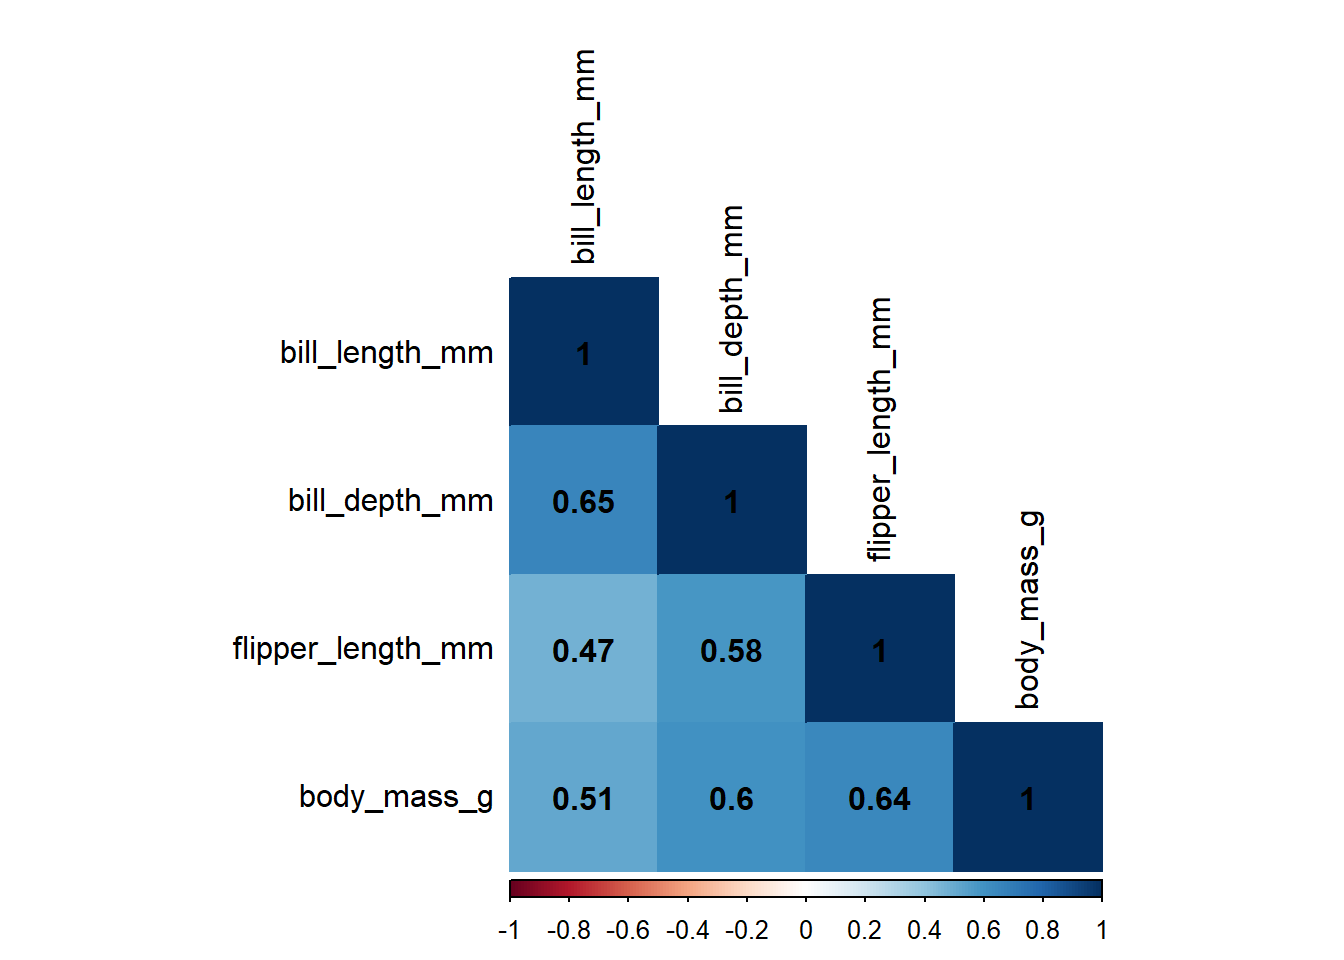 bill_length_mm
bill_depth_mm
flipper_length_mm
body_mass_g
bill_length_mm 1
bill_depth_mm 0.65 1
flipper_length_mm 0.47 0.58 1
body_mass_g 0.51 0.6 0.64 1
-1 -0.8 -0.6 -0.4 -0.2 0 0.2 0.4 0.6 0.8 1